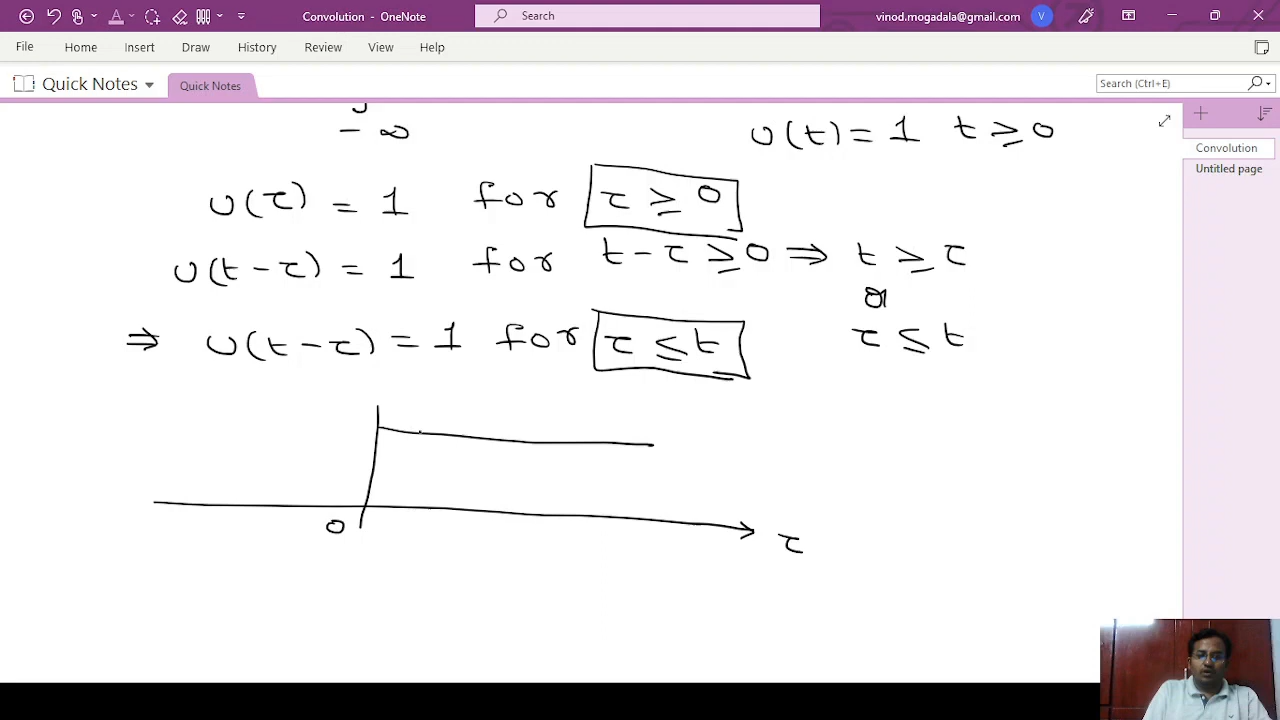 Convolution - OneNote
Search
vinod.mogadala@gmail.com
V
File Home Insert Draw History Review View Help
Quick Notes
Quick Notes
Search (Ctrl+E)
Convolution
Untitled page
- ∞
u(t) = 1 t ≥ 0
u(τ) = 1 for τ ≥ 0
u(t - τ) = 1 for t - τ ≥ 0 ⇒ t ≥ τ
or
⇒ u(t - τ) = 1 for τ ≤ t
τ ≤ t
0
τ